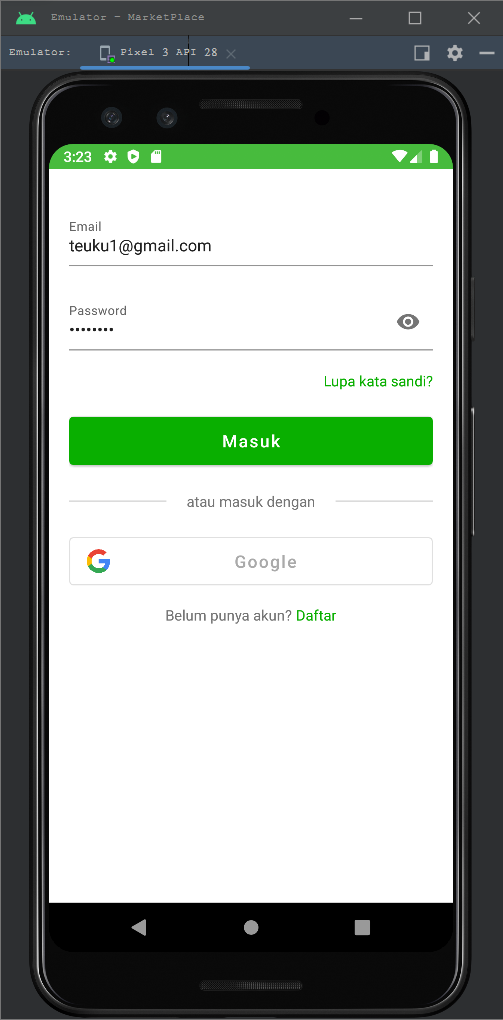 Emulator - MarketPlace
Emulator: Pixel 3 API 28
3:23
Email
teuku1@gmail.com
Password
••••••••
Lupa kata sandi?
Masuk
atau masuk dengan
Google
Belum punya akun? Daftar